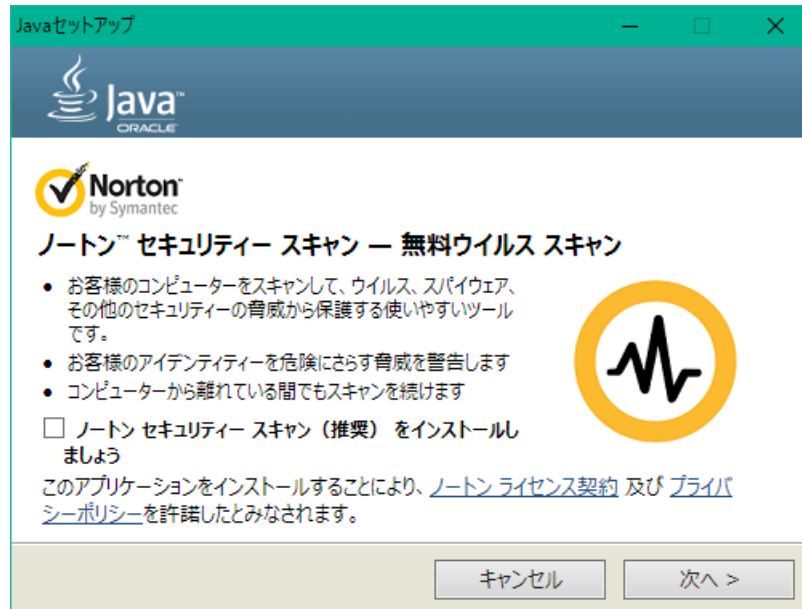 Javaセットアップ
Java™
ORACLE
Norton™
by Symantec
ノートン™ セキュリティー スキャン — 無料ウイルス スキャン
• お客様のコンピューターをスキャンして、ウイルス、スパイウェア、
その他のセキュリティーの脅威から保護する使いやすいツール
です。
• お客様のアイデンティティーを危険にさらす脅威を警告します
• コンピューターから離れている間でもスキャンを続けます
ノートン セキュリティー スキャン（推奨） をインストールし
ましょう
このアプリケーションをインストールすることにより、ノートン ライセンス契約 及び プライバ
シーポリシーを許諾したとみなされます。
キャンセル
次へ >